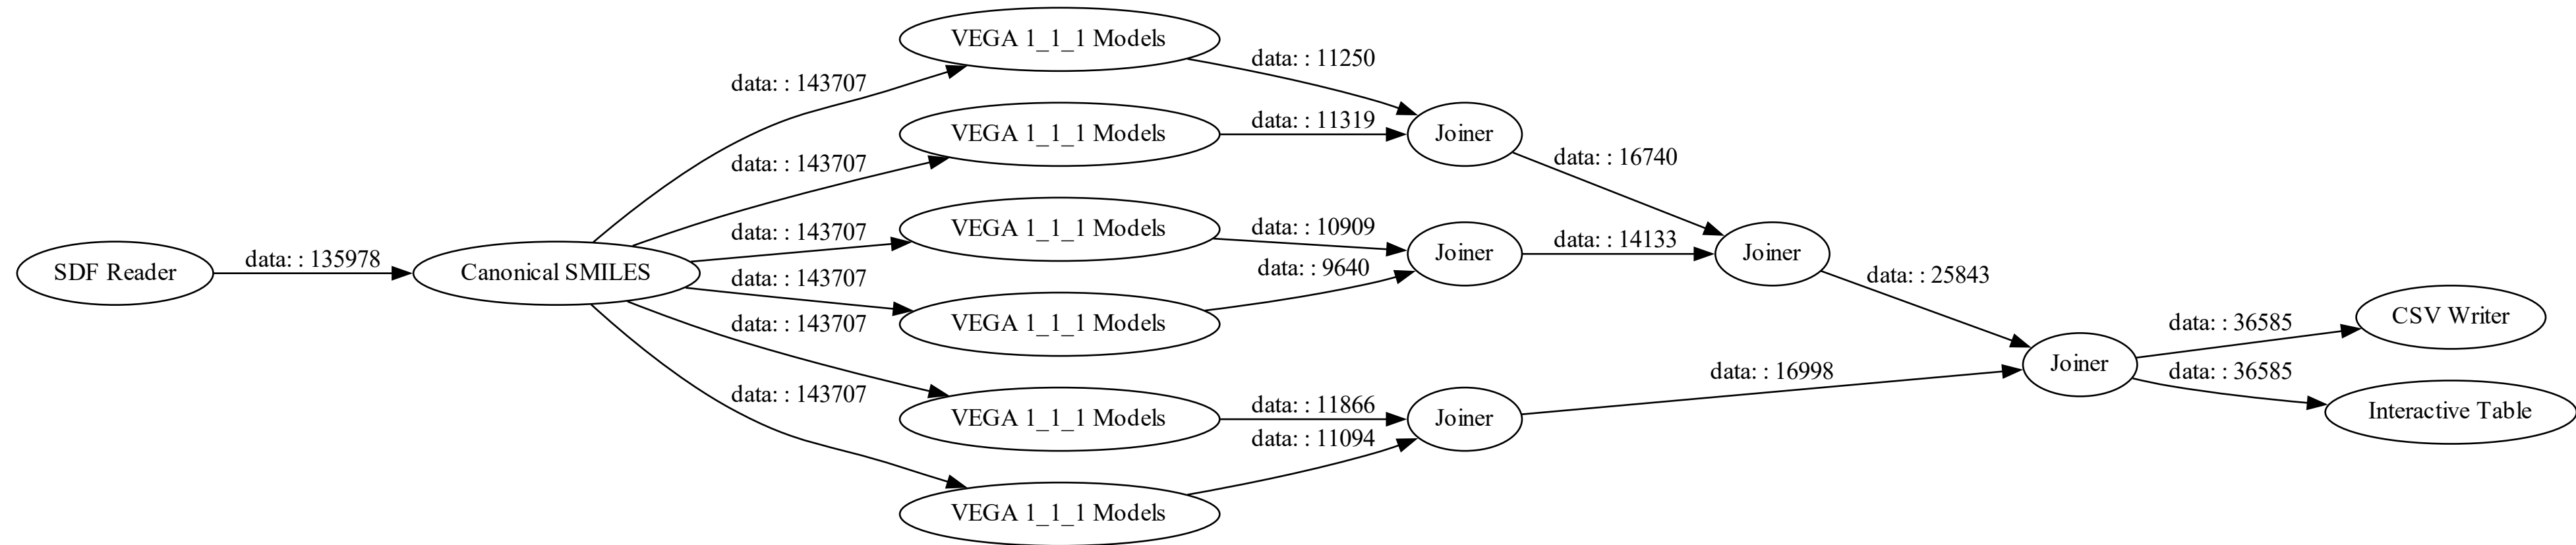 VEGA 1_1_1 Models
data: : 11250
data: : 143707
VEGA 1_1_1 Models
data: : 11319
Joiner
data: : 143707
data: : 16740
VEGA 1_1_1 Models
data: : 10909
data: : 143707
Joiner
data: : 14133
Joiner
SDF Reader
data: : 135978
Canonical SMILES
data: : 143707
data: : 9640
data: : 25843
VEGA 1_1_1 Models
data: : 143707
CSV Writer
data: : 36585
Joiner
data: : 16998
data: : 36585
data: : 143707
VEGA 1_1_1 Models
data: : 11866
Joiner
Interactive Table
data: : 11094
VEGA 1_1_1 Models